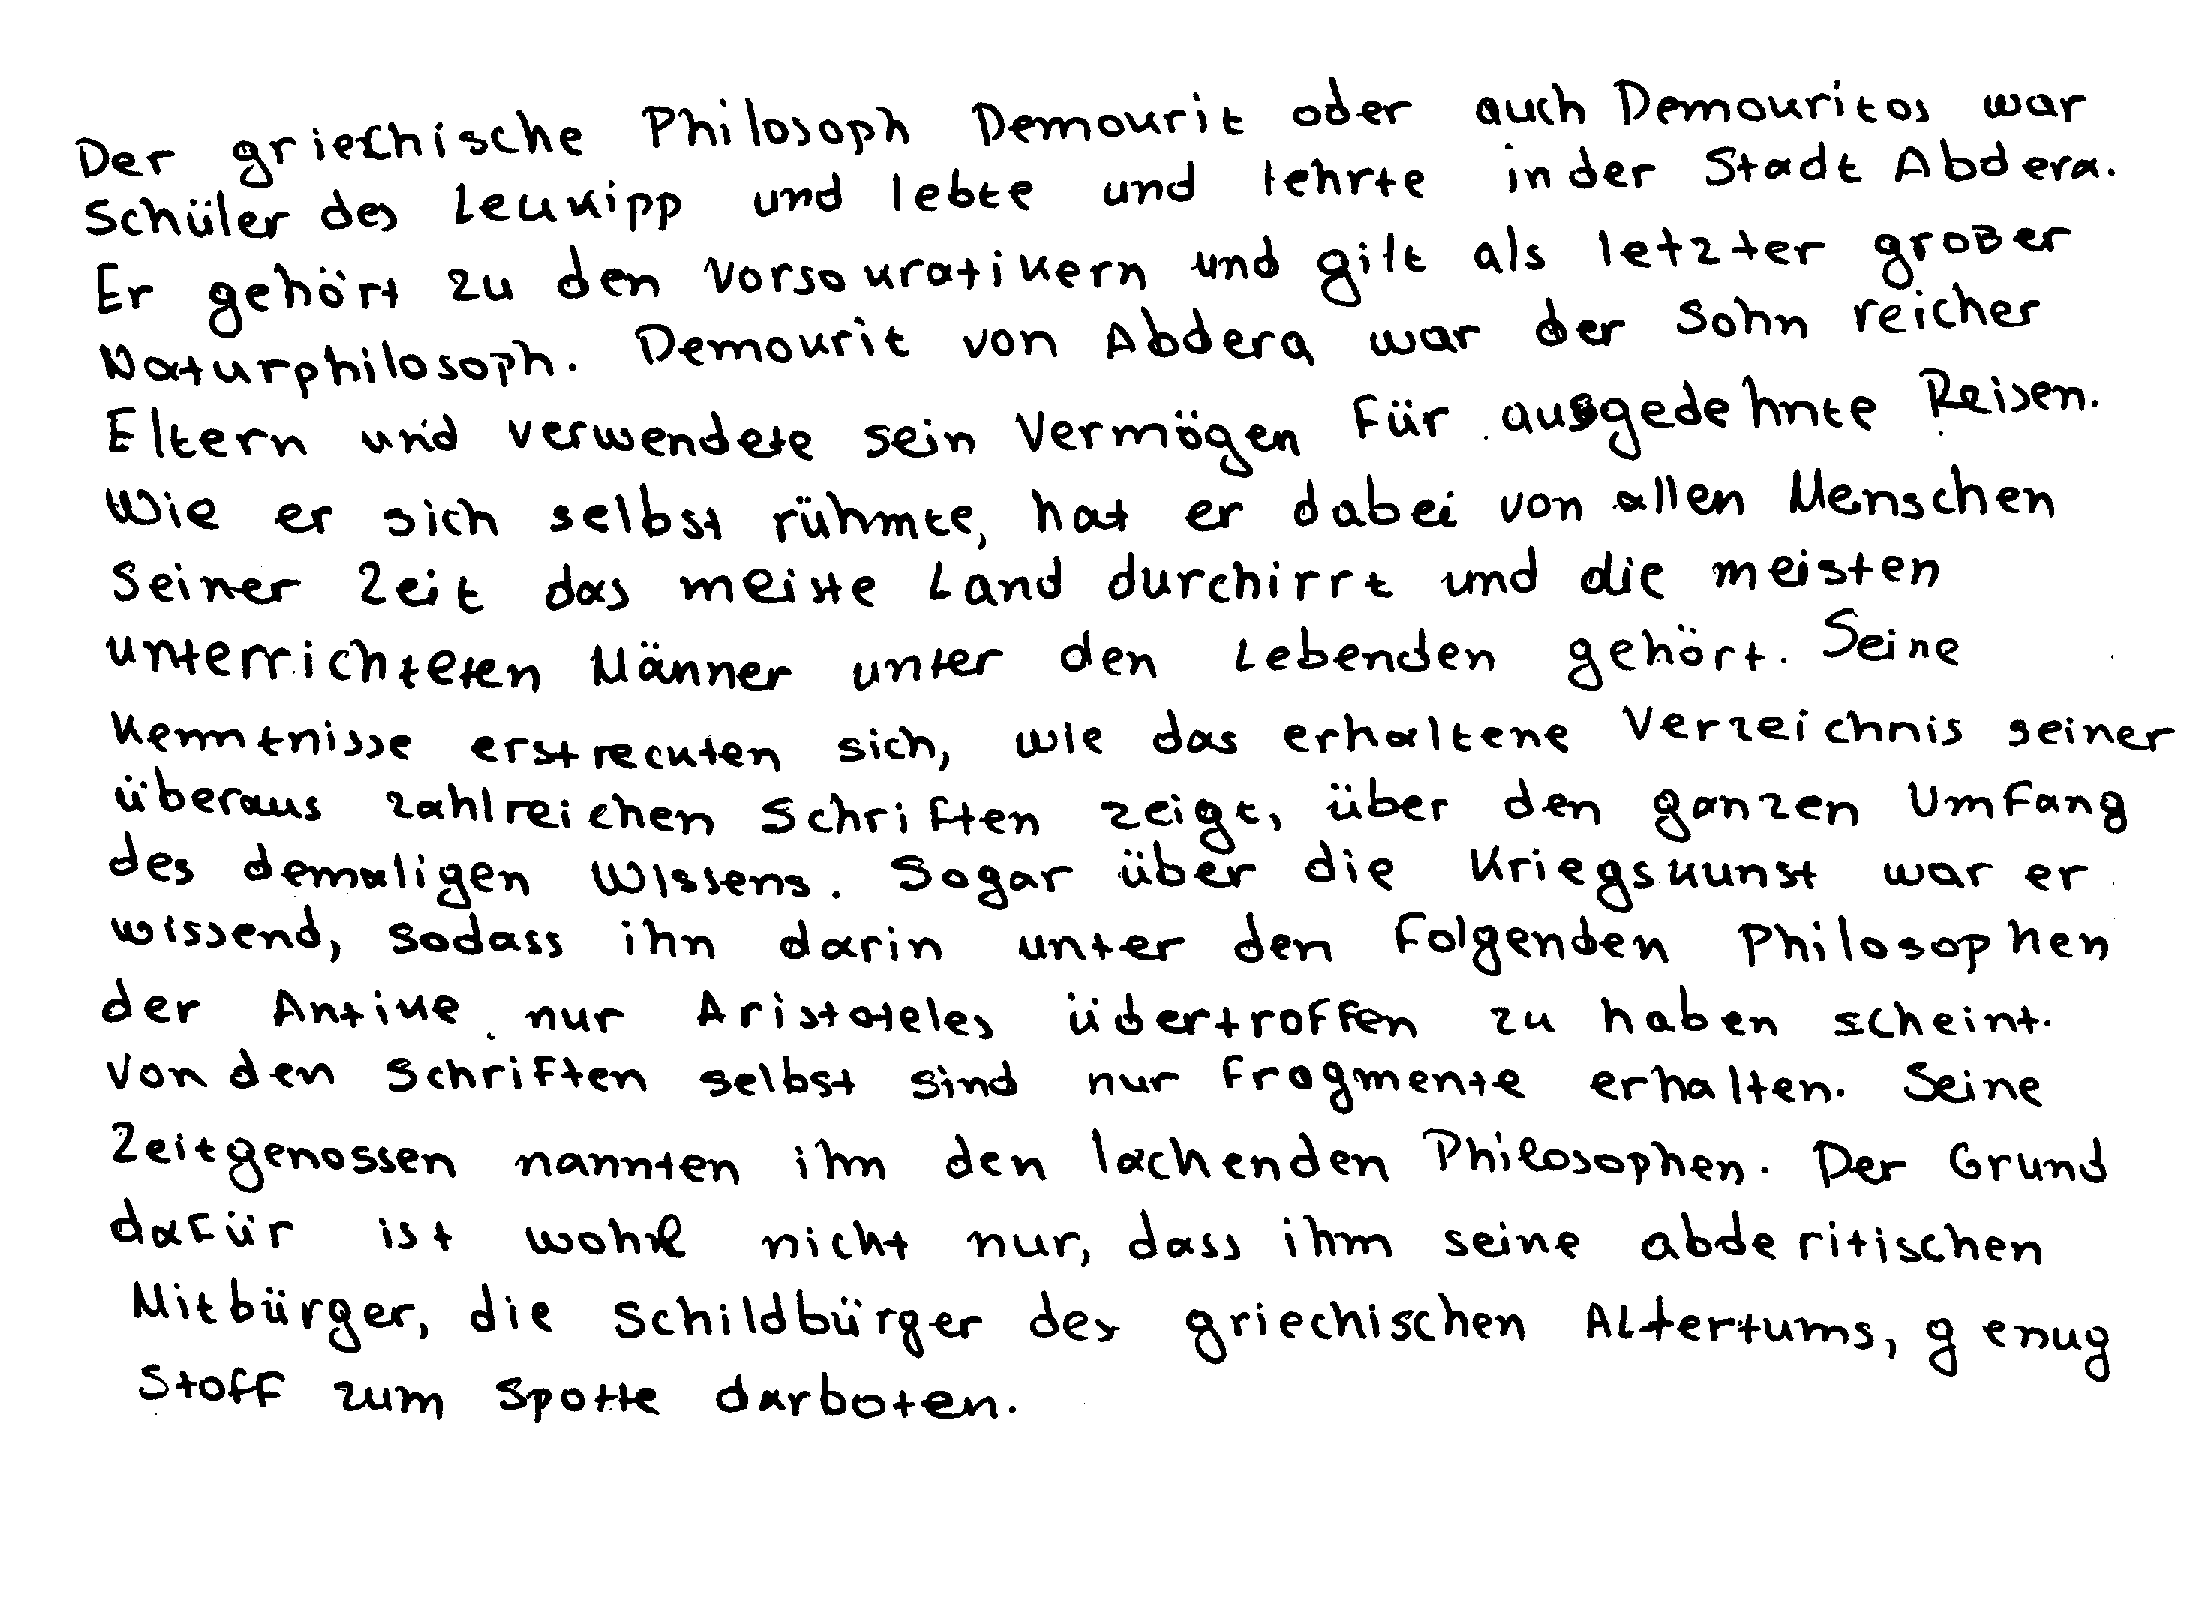 Der griechische Philosoph Demokrit oder auch Demokritos war
Schüler des Leukipp und lebte und lehrte in der Stadt Abdera.
Er gehört zu den Vorsokratikern und gilt als letzter großer
Naturphilosoph. Demokrit von Abdera war der Sohn reicher
Eltern und verwendete sein Vermögen für ausgedehnte Reisen.
Wie er sich selbst rühmte, hat er dabei von allen Menschen
seiner Zeit das meiste Land durchirrt und die meisten
unterrichteten Männer unter den Lebenden gehört. Seine
Kenntnisse erstreckten sich, wie das erhaltene Verzeichnis seiner
überaus zahlreichen Schriften zeigt, über den ganzen Umfang
des demaligen Wissens. Sogar über die Kriegskunst war er
wissend, sodass ihn darin unter den Folgenden Philosophen
der Antike nur Aristoteles übertroffen zu haben scheint.
Von den Schriften selbst sind nur Fragmente erhalten. Seine
Zeitgenossen nannten ihn den lachenden Philosophen. Der Grund
dafür ist wohl nicht nur, dass ihm seine abderitischen
Mitbürger, die Schildbürger des griechischen Altertums, genug
Stoff zum Spotte darboten.